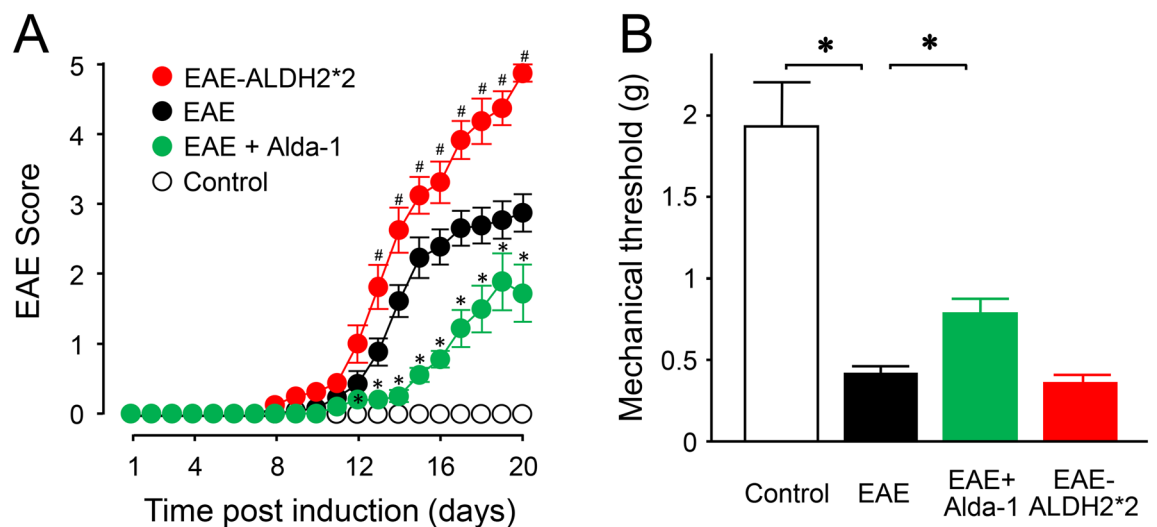 A
EAE-ALDH2*2
EAE
EAE + Alda-1
Control
EAE Score
5
4
3
2
1
0
# # # # # # # #
* * * * * * * * *
1 4 8 12 16 20
Time post induction (days)
B
* *
Mechanical threshold (g)
2
1.5
1
0.5
0
Control
EAE
EAE+
Alda-1
EAE-
ALDH2*2